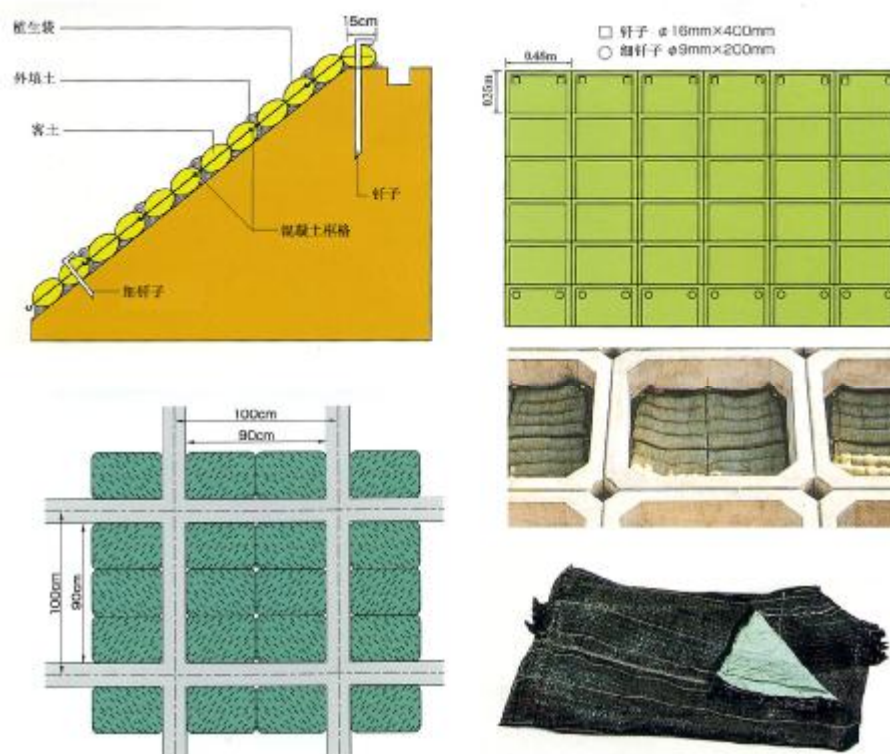 植生袋
外填土
客土
15cm
钎子
混凝土框格
细钎子
□ 钎子 φ16mm×400mm
○ 细钎子 φ9mm×200mm
0.45m
0.25m
100cm
90cm
100cm
90cm